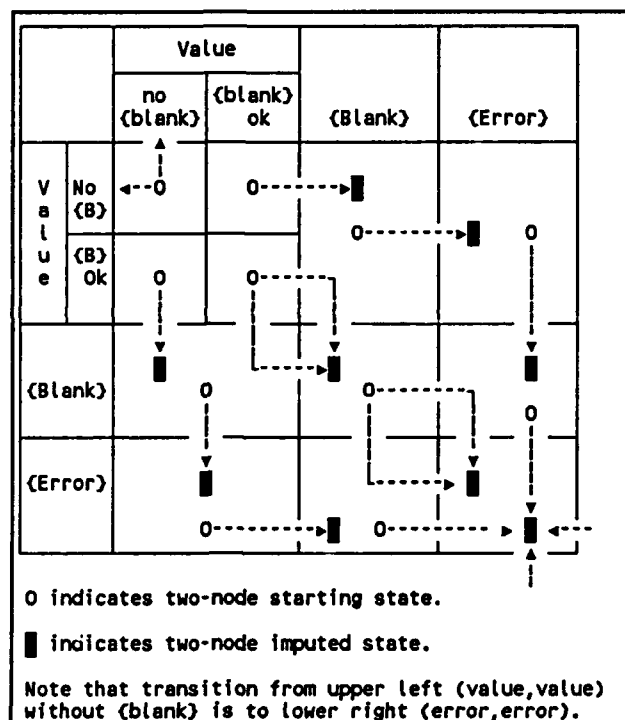 Value
no {blank}
{blank} ok
{Blank}
{Error}
Value
No {B}
{B} Ok
O
O
O
O
O
O
{Blank}
O
O
O
{Error}
O
O
O indicates two-node starting state.
indicates two-node imputed state.
Note that transition from upper left (value,value)
without {blank} is to lower right (error,error).